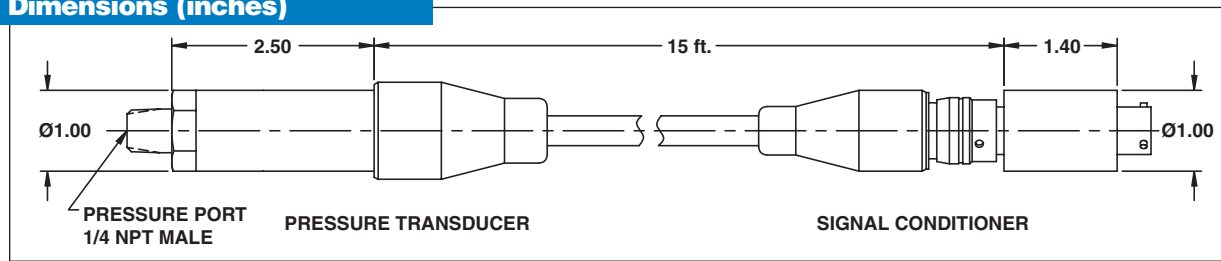 Dimensions (inches)
2.50
15 ft.
1.40
Ø1.00
Ø1.00
PRESSURE PORT
1/4 NPT MALE
PRESSURE TRANSDUCER
SIGNAL CONDITIONER